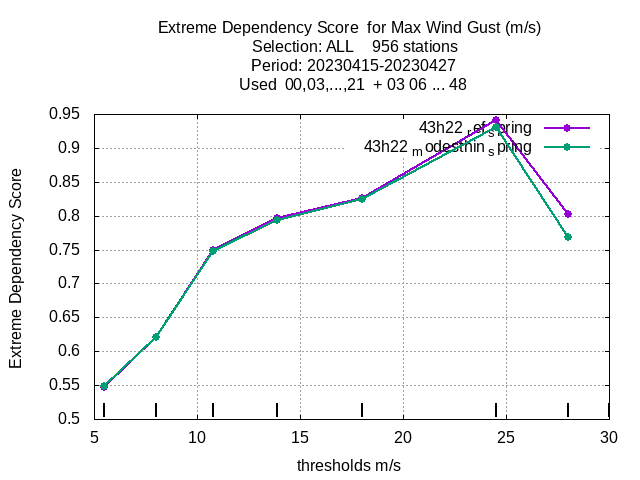 Extreme Dependency Score for Max Wind Gust (m/s)
Selection: ALL 956 stations
Period: 20230415-20230427
Used 00,03,...,21 + 03 06 ... 48
43h22 refspring
43h22 modesthinspring
Extreme Dependency Score
0.95
0.9
0.85
0.8
0.75
0.7
0.65
0.6
0.55
0.5
5 10 15 20 25 30
thresholds m/s